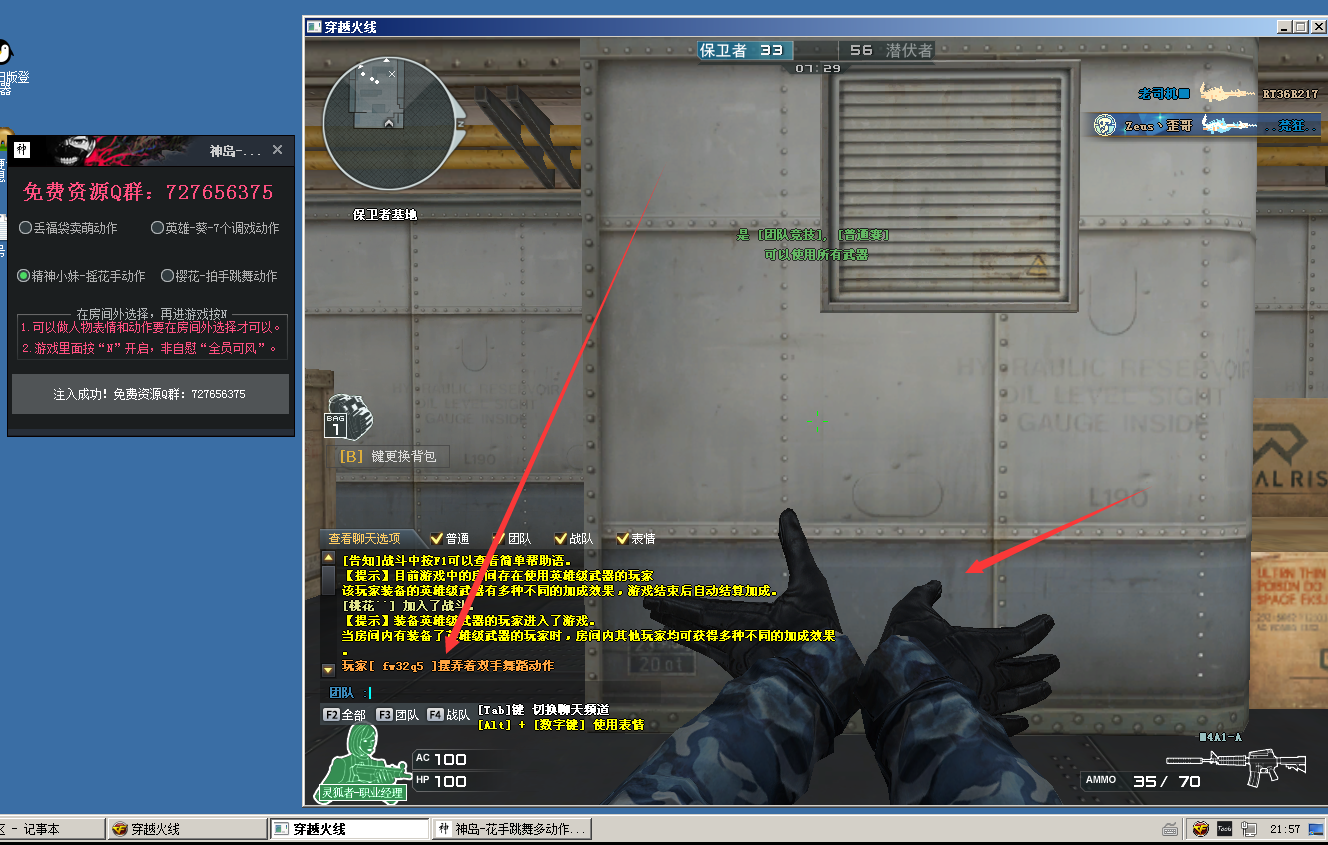 穿越火线
保卫者 33
56 潜伏者
07:29
老司机
RT36R217
Zeus丶歪哥
..梵狂..
N
保卫者基地
是 [团队竞技], [普通赛]
可以使用所有武器
神
神岛-...
免费资源Q群: 727656375
丢福袋卖萌动作
英雄-葵-7个调戏动作
精神小妹-摇花手动作
樱花-拍手跳舞动作
在房间外选择，再进游戏按N
1.可以做人物表情和动作要在房间外选择才可以。
2.游戏里面按“N”开启，非自慰“全员可风”。
注入成功! 免费资源Q群: 727656375
HYDRAULIC RESERVOIR
OIL LEVEL SIGHT
GAUGE INSIDE
L190
BAG
1
[B] 键更换背包
L190
AL RIS
20.01
查看聊天选项
普通
团队
战队
表情
[告知]战斗中按F1可以查看简单帮助语。
【提示】目前游戏中的房间存在使用英雄级武器的玩家
该玩家装备的英雄级武器有多种不同的加成效果，游戏结束后自动结算加成。
[桃花``] 加入了战斗。
【提示】装备英雄级武器的玩家进入了游戏。
当房间内有装备了英雄级武器的玩家时，房间内其他玩家均可获得多种不同的加成效果
。
玩家[ fw32q5 ]摆弄着双手舞蹈动作
团队 :
F2 全部 F3 团队 F4 战队
[Tab]键 切换聊天频道
[Alt] + [数字键] 使用表情
AC 100
HP 100
灵狐者-职业经理
4A1-A
AMMO 35/ 70
- 记事本
穿越火线
穿越火线
神
神岛-花手跳舞多动作...
Tools
21:57